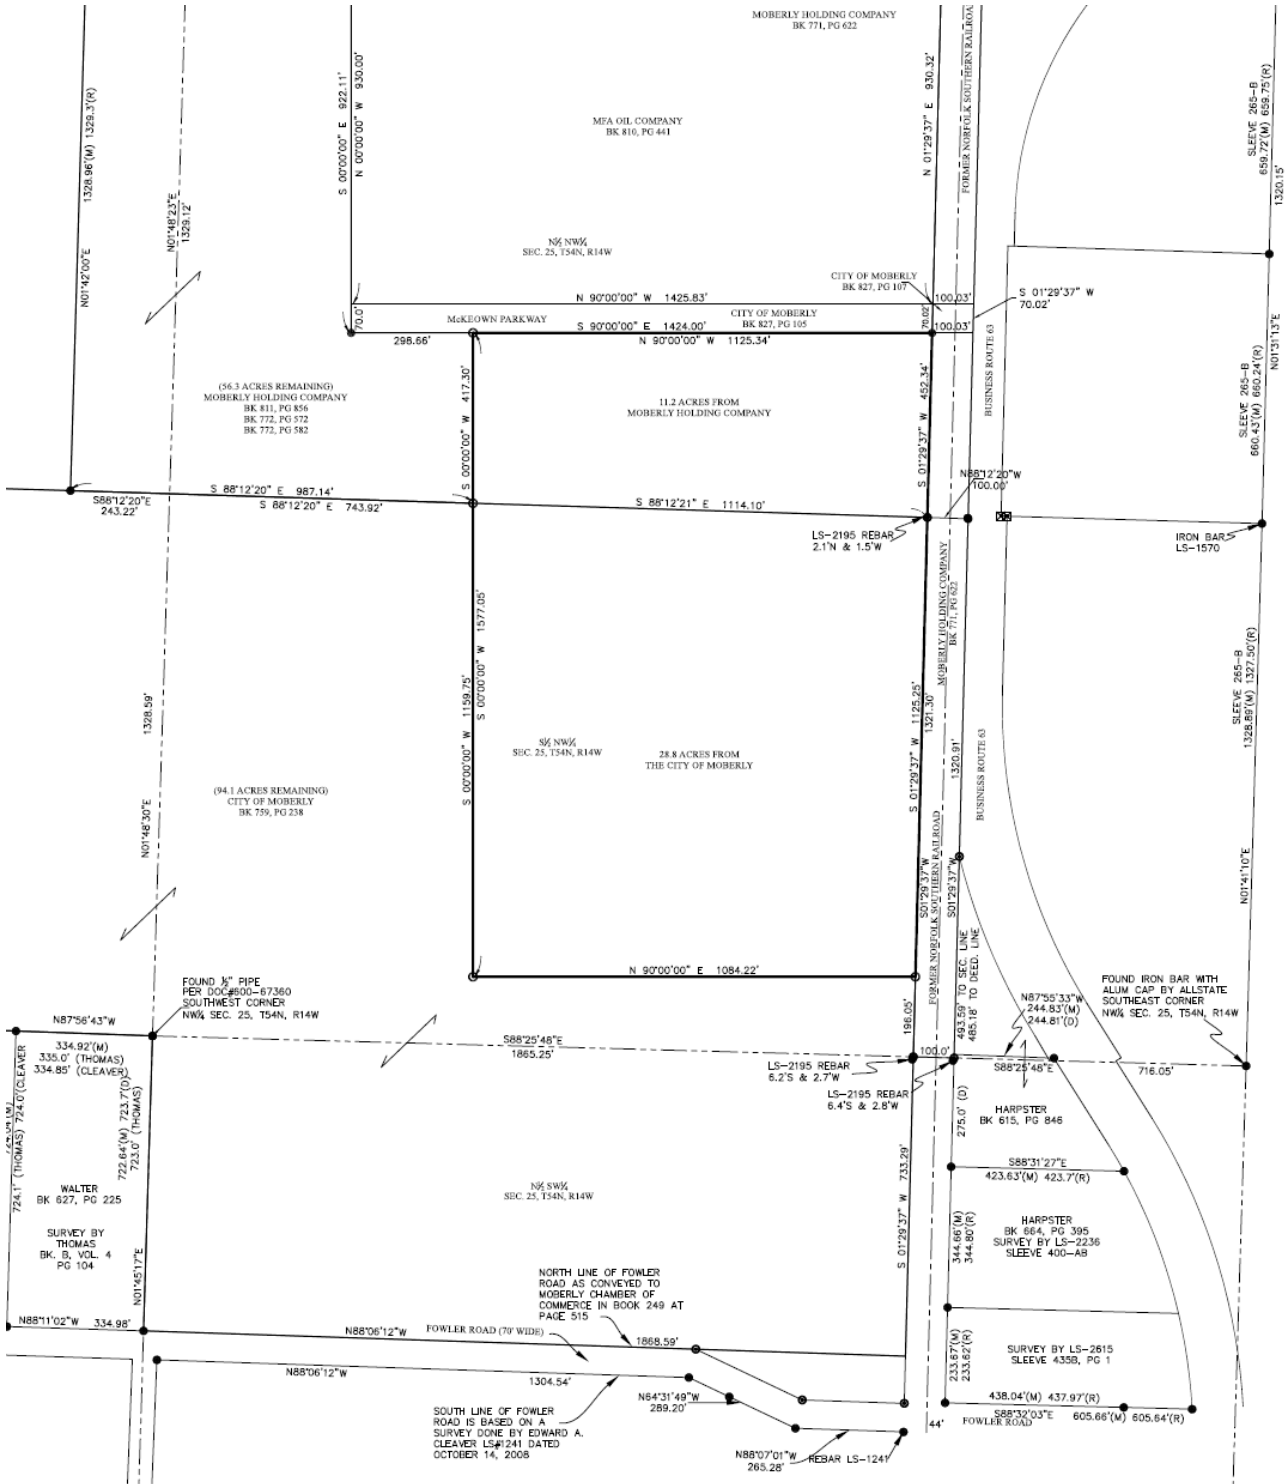 MOBERLY HOLDING COMPANY
BK 771, PG 622
1328.96'(M) 1329.3'(R)
N01°42'00"E
N01°48'23"E
1329.12'
S 00°00'00" E 922.11'
N 00°00'00" W 930.00'
MFA OIL COMPANY
BK 810, PG 441
N 01°29'37" E 930.32'
FORMER NORFOLK SOUTHERN RAILROA
SLEEVE 265-B
659.72'(M) 659.75'(R)
1320.15'
N½ NW¼
SEC. 25, T54N, R14W
CITY OF MOBERLY
BK 827, PG 107
N 90°00'00" W 1425.83'
100.03'
S 01°29'37" W
70.02'
70.0'
McKEOWN PARKWAY
CITY OF MOBERLY
BK 827, PG 105
70.02'
S 90°00'00" E 1424.00'
100.03'
298.66'
N 90°00'00" W 1125.34'
N01°31'13"E
BUSINESS ROUTE 63
(56.3 ACRES REMAINING)
MOBERLY HOLDING COMPANY
BK 811, PG 856
BK 772, PG 572
BK 772, PG 582
S 00°00'00" W 417.30'
11.2 ACRES FROM
MOBERLY HOLDING COMPANY
S 01°29'37" W 452.34'
SLEEVE 265-B
660.43'(M) 660.24'(R)
N88°12'20"W
100.00'
S 88°12'20" E 987.14'
S88°12'20"E
243.22'
S 88°12'20" E 743.92'
S 88°12'21" E 1114.10'
LS-2195 REBAR
2.1'N & 1.5'W
IRON BAR
LS-1570
MOBERLY HOLDING COMPANY
BK 771, PG 622
S 00°00'00" W 1159.75'
S 00°00'00" W 1577.05'
1328.59'
N01°48'30"E
S½ NW¼
SEC. 25, T54N, R14W
28.8 ACRES FROM
THE CITY OF MOBERLY
S 01°29'37" W 1125.25'
1321.30'
1320.91'
BUSINESS ROUTE 63
SLEEVE 265-B
1328.89'(M) 1327.50'(R)
N01°41'10"E
(94.1 ACRES REMAINING)
CITY OF MOBERLY
BK 759, PG 238
S01°29'37"W
FORMER NORFOLK SOUTHERN RAILROAD
S01°29'37"W
493.59' TO SEC. LINE
485.18' TO DEED. LINE
N 90°00'00" E 1084.22'
FOUND ½" PIPE
PER DOC#600-67360
SOUTHWEST CORNER
NW¼ SEC. 25, T54N, R14W
FOUND IRON BAR WITH
ALUM CAP BY ALLSTATE
SOUTHEAST CORNER
NW¼ SEC. 25, T54N, R14W
N87°55'33"W
244.83'(M)
244.81'(D)
196.05'
N87°56'43"W
334.92'(M)
335.0' (THOMAS)
334.85' (CLEAVER)
S88°25'48"E
1865.25'
100.0'
S88°25'48"E
716.05'
LS-2195 REBAR
6.2'S & 2.7'W
LS-2195 REBAR
6.4'S & 2.8'W
275.0' (D)
HARPSTER
BK 615, PG 846
724.1' (THOMAS) 724.0'(CLEAVER
722.64'(M) 723.7'(D)
723.0' (THOMAS)
S88°31'27"E
423.63'(M) 423.7'(R)
WALTER
BK 627, PG 225
SURVEY BY
THOMAS
BK. B, VOL. 4
PG 104
N½ SW¼
SEC. 25, T54N, R14W
S 01°29'37" W 733.29'
344.66'(M)
344.80'(R)
HARPSTER
BK 664, PG 395
SURVEY BY LS-2236
SLEEVE 400-AB
N01°45'17"E
NORTH LINE OF FOWLER
ROAD AS CONVEYED TO
MOBERLY CHAMBER OF
COMMERCE IN BOOK 249 AT
PAGE 515
N88°11'02"W 334.98'
N88°06'12"W
FOWLER ROAD (70' WIDE)
1868.59'
N88°06'12"W
1304.54'
233.67'(M)
233.62'(R)
SURVEY BY LS-2615
SLEEVE 435B, PG 1
N64°31'49"W
289.20'
438.04'(M) 437.97'(R)
S88°32'03"E
605.66'(M) 605.64'(R)
FOWLER ROAD
44'
SOUTH LINE OF FOWLER
ROAD IS BASED ON A
SURVEY DONE BY EDWARD A.
CLEAVER LS#1241 DATED
OCTOBER 14, 2008
N88°07'01"W
265.28'
REBAR LS-1241